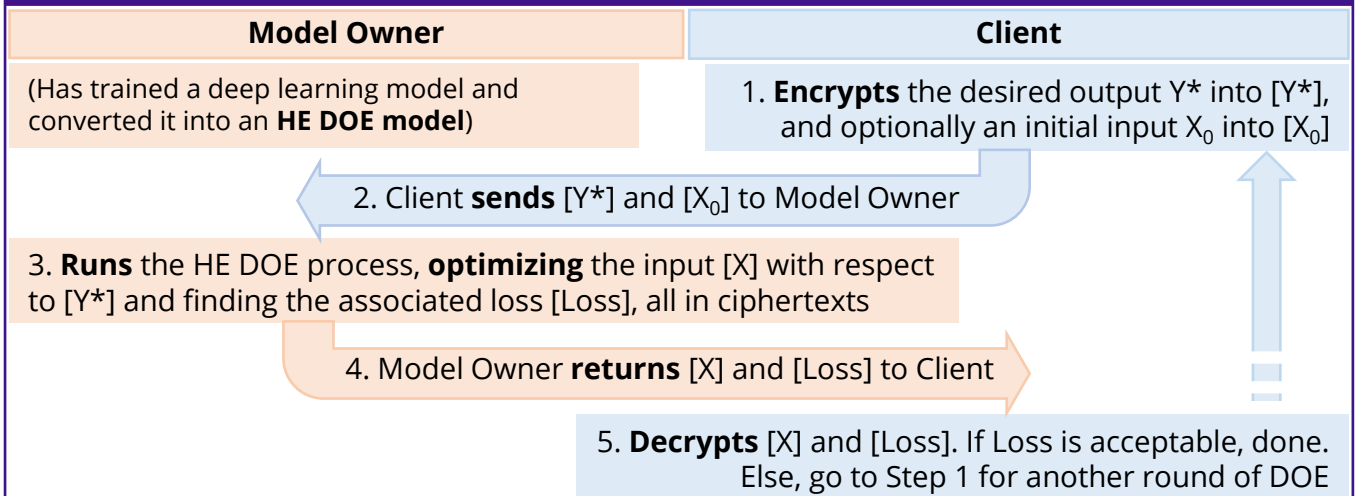 Model Owner
Client
(Has trained a deep learning model and
converted it into an HE DOE model)
1. Encrypts the desired output Y* into [Y*],
and optionally an initial input X₀ into [X₀]
2. Client sends [Y*] and [X₀] to Model Owner
3. Runs the HE DOE process, optimizing the input [X] with respect
to [Y*] and finding the associated loss [Loss], all in ciphertexts
4. Model Owner returns [X] and [Loss] to Client
5. Decrypts [X] and [Loss]. If Loss is acceptable, done.
Else, go to Step 1 for another round of DOE